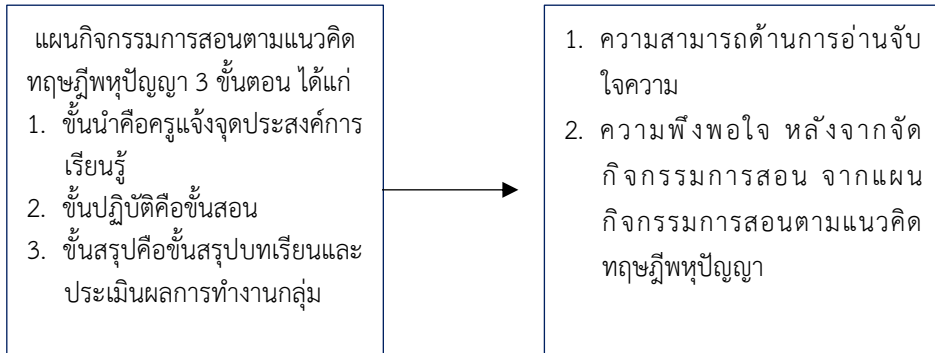 แผนกิจกรรมการสอนตามแนวคิด
ทฤษฎีพหุปัญญา 3 ขั้นตอน ได้แก่
1. ขั้นนำคือครูแจ้งจุดประสงค์การ
เรียนรู้
2. ขั้นปฏิบัติคือขั้นสอน
3. ขั้นสรุปคือขั้นสรุปบทเรียนและ
ประเมินผลการทำงานกลุ่ม
1. ความสามารถด้านการอ่านจับ
ใจความ
2. ความพึงพอใจ หลังจากจัด
กิจกรรมการสอน จากแผน
กิจกรรมการสอนตามแนวคิด
ทฤษฎีพหุปัญญา